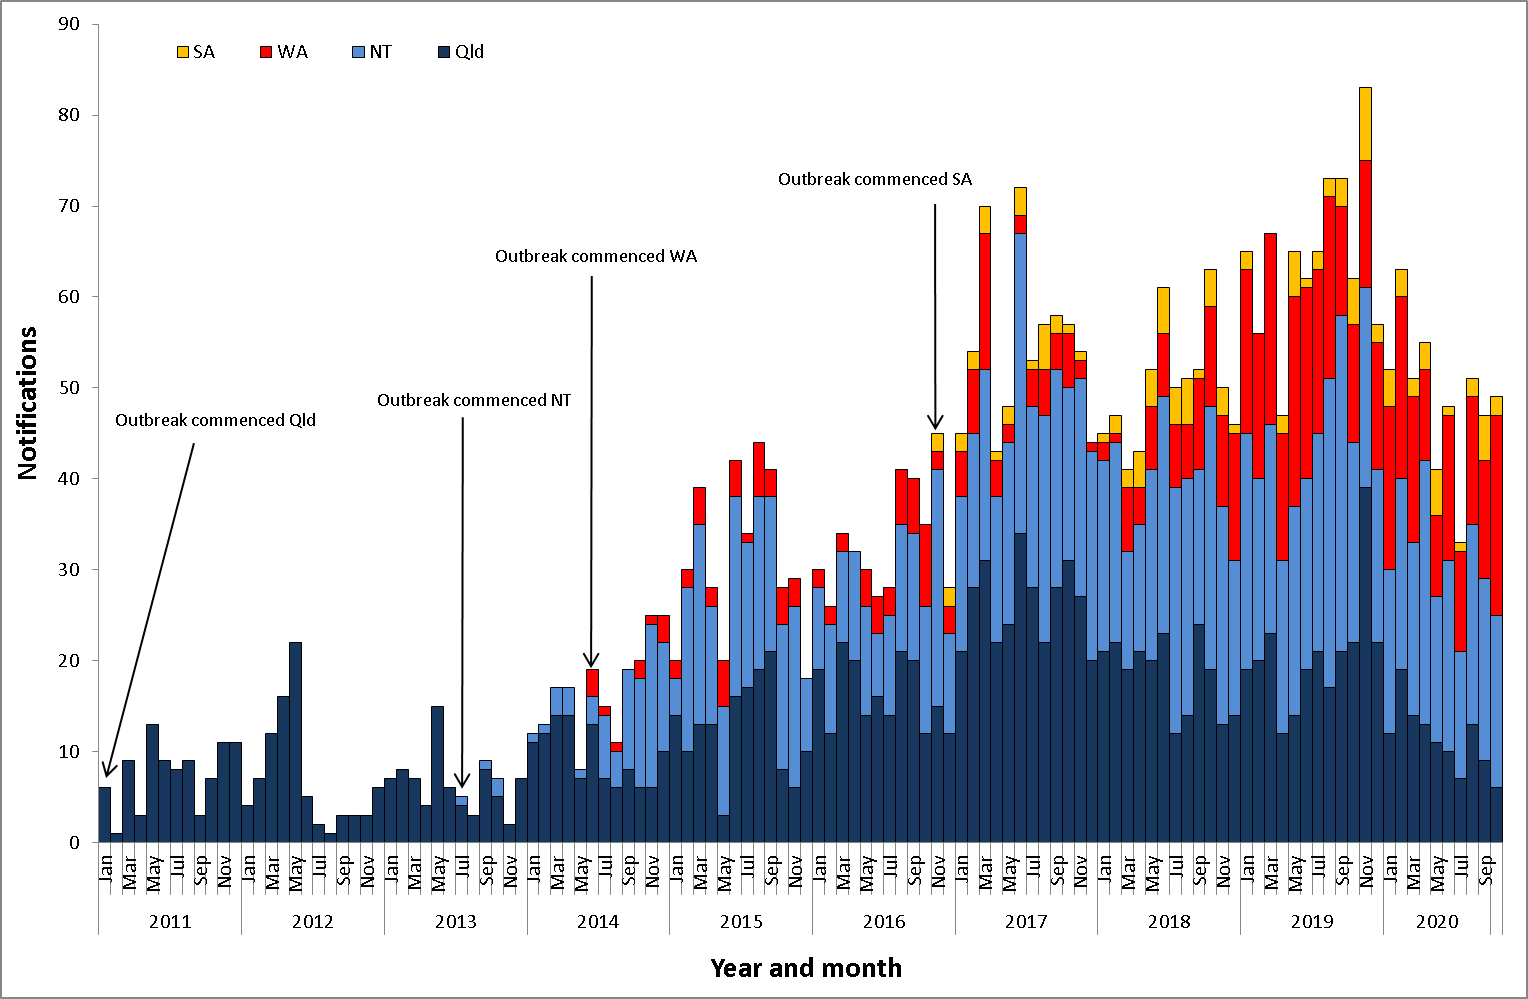 90
80
70
60
50
40
30
20
10
0
Notifications
SA WA NT Qld
Outbreak commenced SA
Outbreak commenced WA
Outbreak commenced NT
Outbreak commenced Qld
Jan Mar May Jul Sep Nov Jan Mar May Jul Sep Nov Jan Mar May Jul Sep Nov Jan Mar May Jul Sep Nov Jan Mar May Jul Sep Nov Jan Mar May Jul Sep Nov Jan Mar May Jul Sep Nov Jan Mar May Jul Sep Nov Jan Mar May Jul Sep Nov Jan Mar May Jul Sep
2011 2012 2013 2014 2015 2016 2017 2018 2019 2020
Year and month